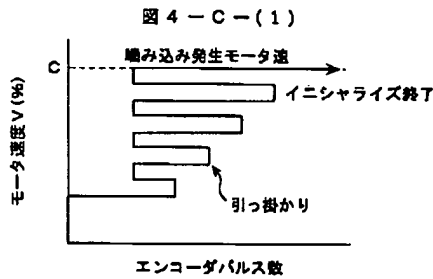 図4－C－(1)
噛み込み発生モータ速
C
イニシャライズ終了
モータ速度V(%)
引っ掛かり
エンコーダパルス数